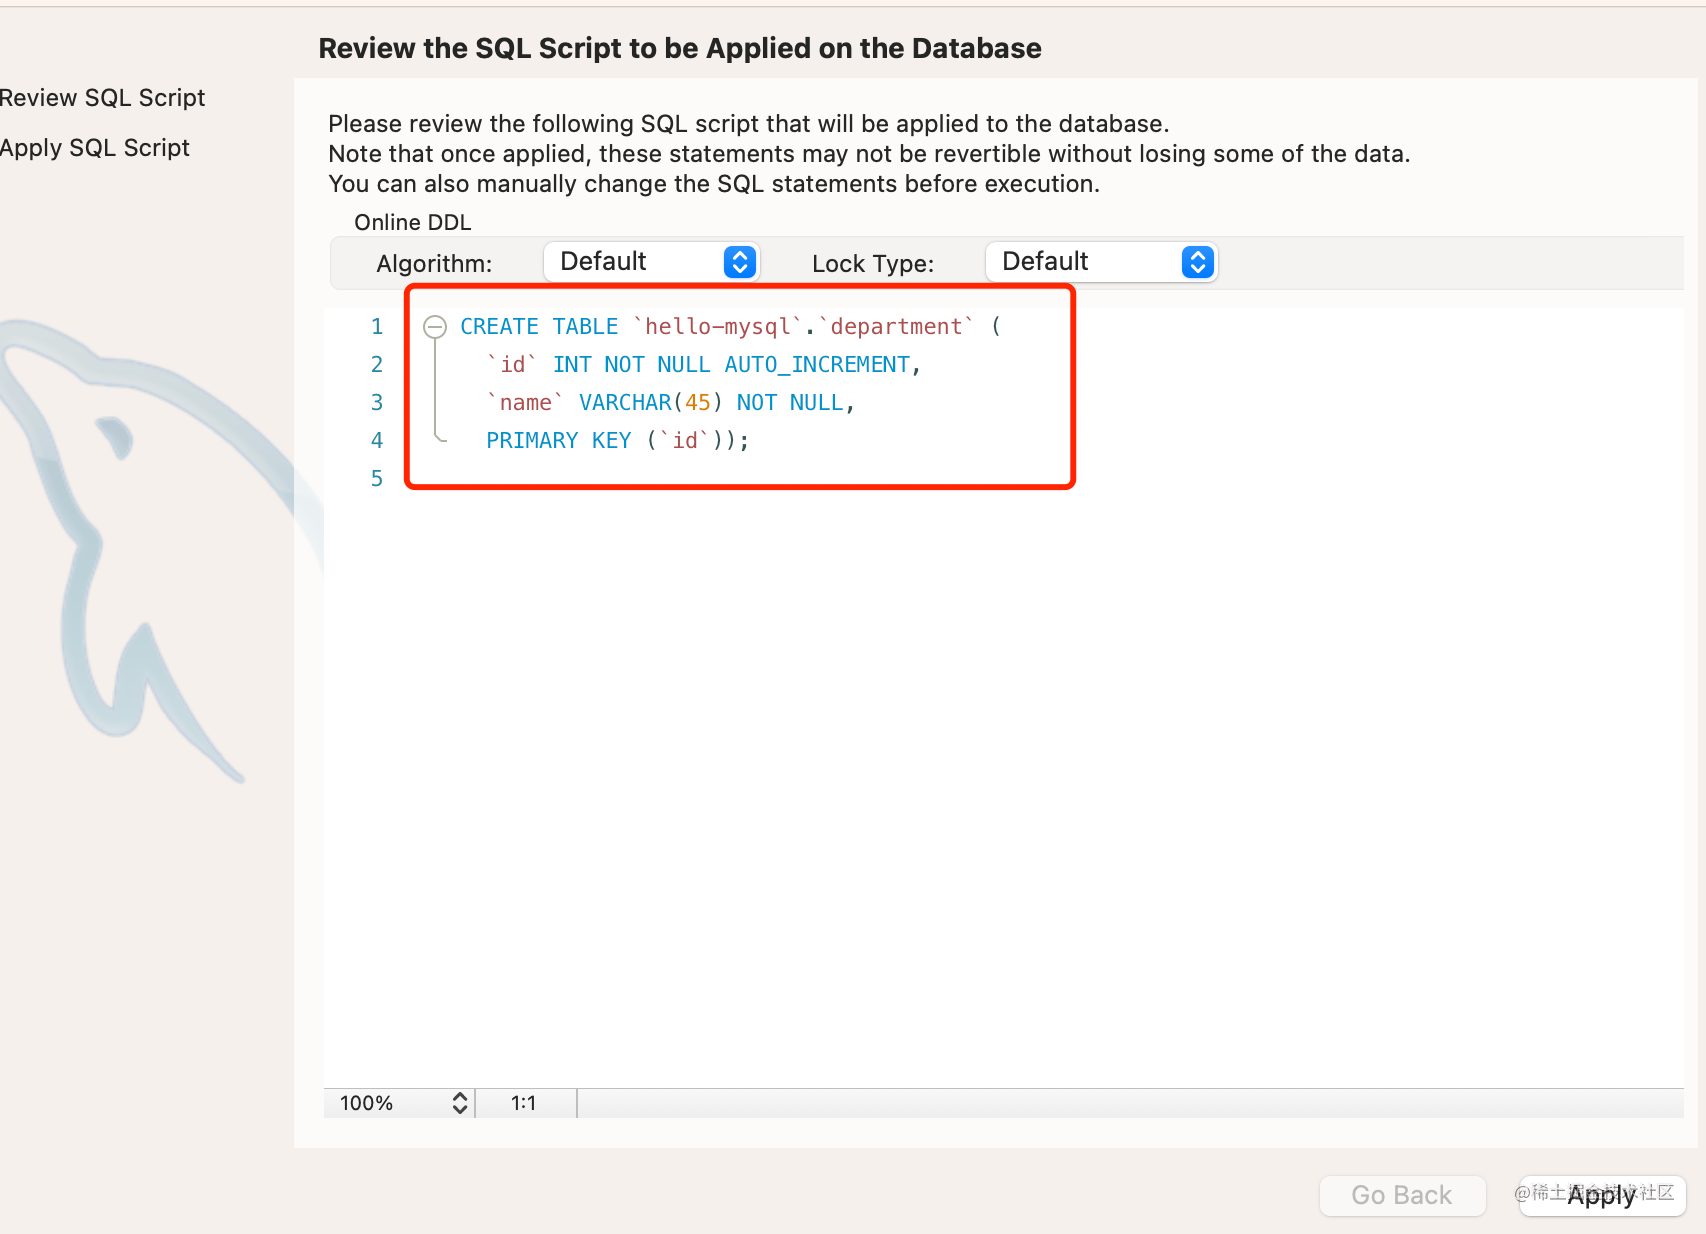 Review the SQL Script to be Applied on the Database
Review SQL Script
Apply SQL Script
Please review the following SQL script that will be applied to the database.
Note that once applied, these statements may not be revertible without losing some of the data.
You can also manually change the SQL statements before execution.
Online DDL
Algorithm: Default Lock Type: Default
1 CREATE TABLE `hello-mysql`.`department` (
2 `id` INT NOT NULL AUTO_INCREMENT,
3 `name` VARCHAR(45) NOT NULL,
4 PRIMARY KEY (`id`));
5
100% 1:1
Go Back Apply
@稀土掘金技术社区